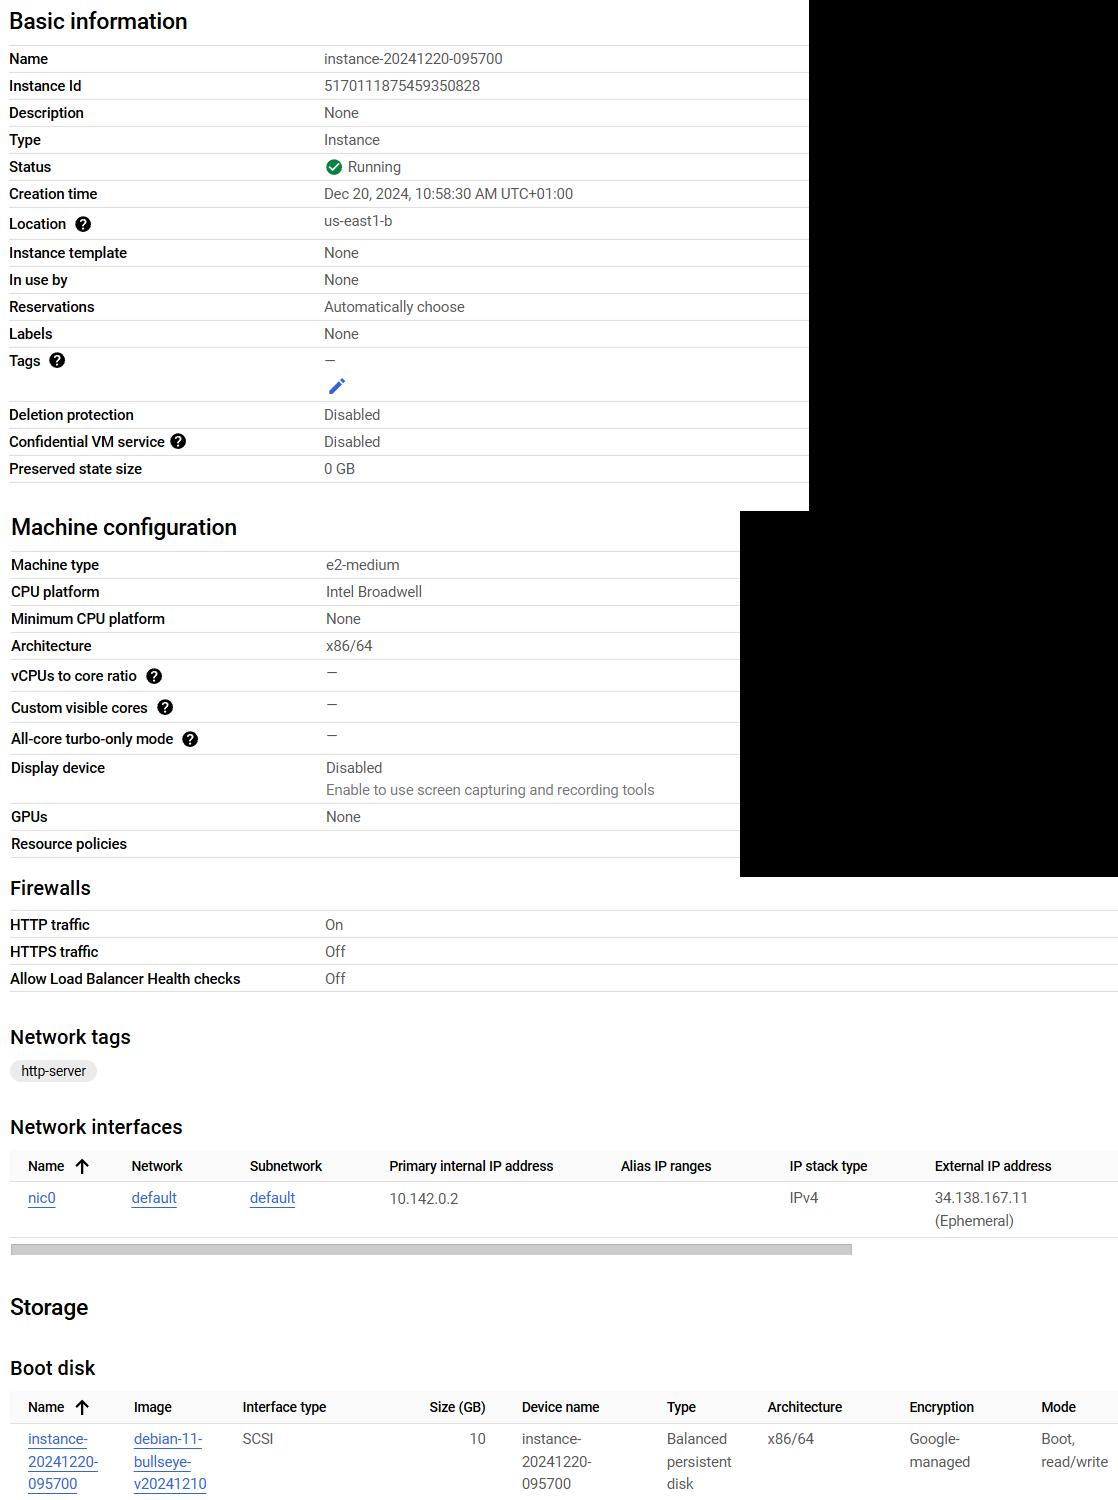 Basic information
Name instance-20241220-095700
Instance Id 5170111875459350828
Description None
Type Instance
Status Running
Creation time Dec 20, 2024, 10:58:30 AM UTC+01:00
Location us-east1-b
Instance template None
In use by None
Reservations Automatically choose
Labels None
Tags —
Deletion protection Disabled
Confidential VM service Disabled
Preserved state size 0 GB
Machine configuration
Machine type e2-medium
CPU platform Intel Broadwell
Minimum CPU platform None
Architecture x86/64
vCPUs to core ratio —
Custom visible cores —
All-core turbo-only mode —
Display device Disabled
Enable to use screen capturing and recording tools
GPUs None
Resource policies
Firewalls
HTTP traffic On
HTTPS traffic Off
Allow Load Balancer Health checks Off
Network tags
http-server
Network interfaces
Name Network Subnetwork Primary internal IP address Alias IP ranges IP stack type External IP address
nic0 default default 10.142.0.2 IPv4 34.138.167.11
(Ephemeral)
Storage
Boot disk
Name Image Interface type Size (GB) Device name Type Architecture Encryption Mode
instance- debian-11- SCSI 10 instance- Balanced x86/64 Google- Boot,
20241220- bullseye- 20241220- persistent managed read/write
095700 v20241210 095700 disk